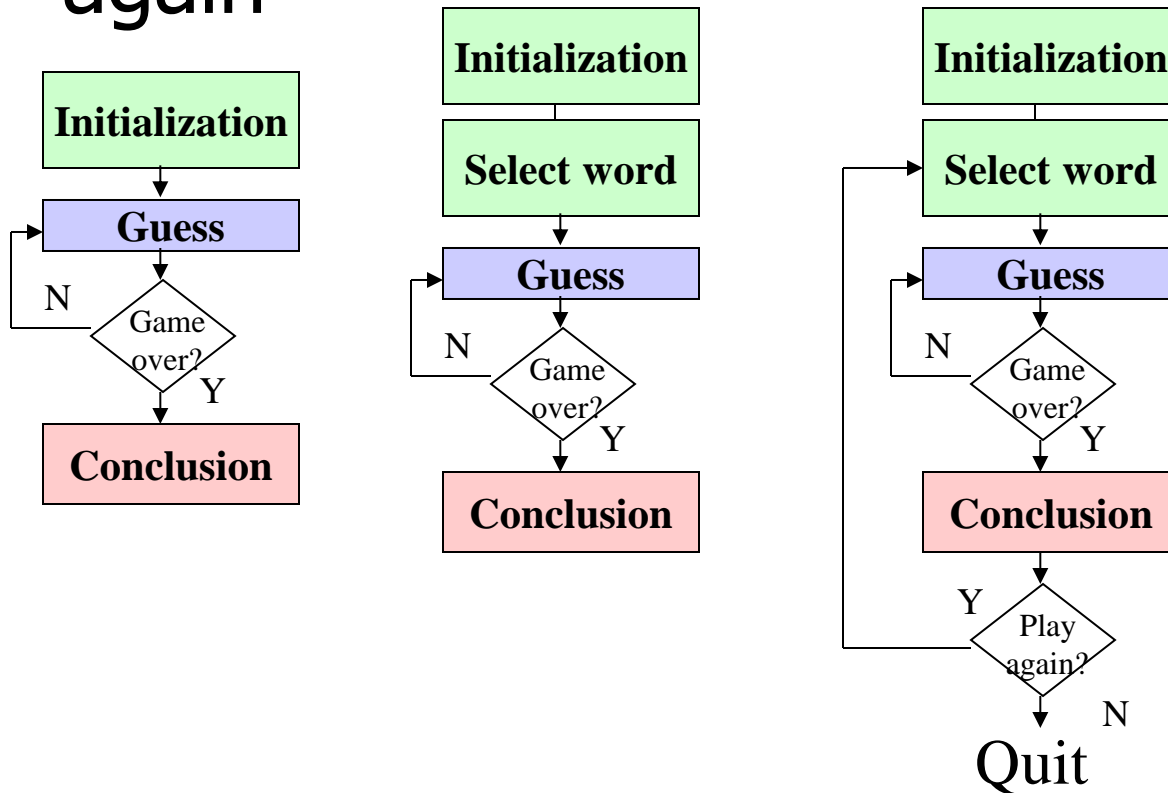 again
Initialization
Guess
N
Game
over?
Y
Conclusion
Initialization
Select word
Guess
N
Game
over?
Y
Conclusion
Initialization
Select word
Guess
N
Game
over?
Y
Conclusion
Y
Play
again?
N
Quit